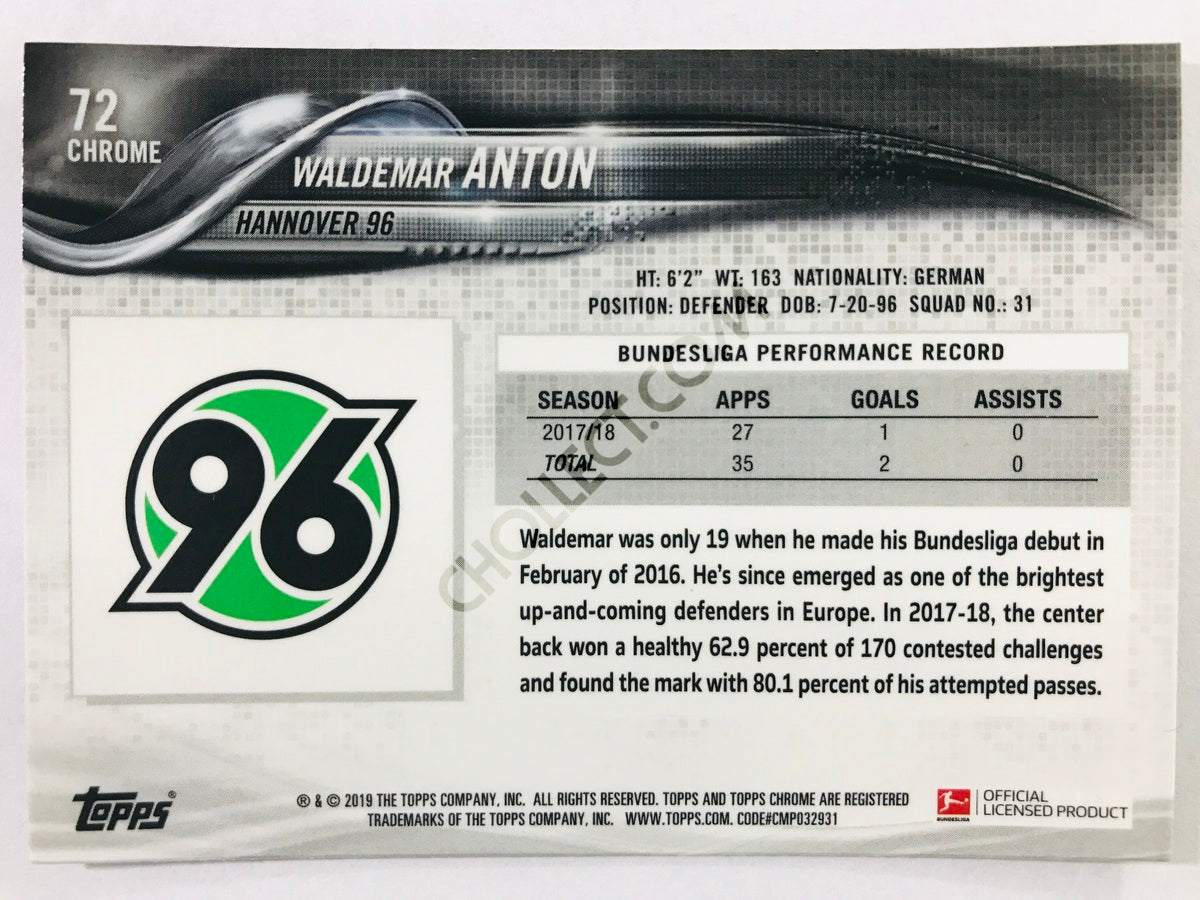 72
CHROME
WALDEMAR ANTON
HANNOVER 96
HT: 6'2" WT: 163 NATIONALITY: GERMAN
POSITION: DEFENDER DOB: 7-20-96 SQUAD NO.: 31
96
BUNDESLIGA PERFORMANCE RECORD
SEASON APPS GOALS ASSISTS
2017/18 27 1 0
TOTAL 35 2 0
Waldemar was only 19 when he made his Bundesliga debut in
February of 2016. He's since emerged as one of the brightest
up-and-coming defenders in Europe. In 2017-18, the center
back won a healthy 62.9 percent of 170 contested challenges
and found the mark with 80.1 percent of his attempted passes.
CHOLLECT.COM
Topps®
® & © 2019 THE TOPPS COMPANY, INC. ALL RIGHTS RESERVED. TOPPS AND TOPPS CHROME ARE REGISTERED
TRADEMARKS OF THE TOPPS COMPANY, INC. WWW.TOPPS.COM. CODE#CMP032931
BUNDESLIGA
OFFICIAL
LICENSED PRODUCT